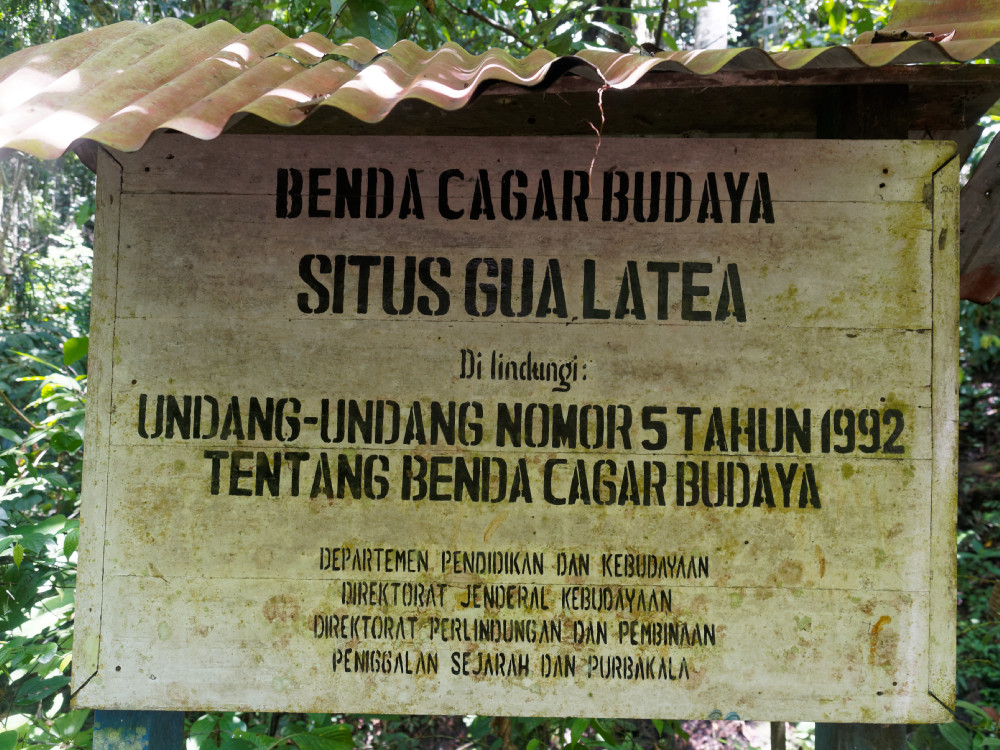 BENDA CAGAR BUDAYA
SITUS GUA LATEA
Di lindungi:
UNDANG-UNDANG NOMOR 5 TAHUN 1992
TENTANG BENDA CAGAR BUDAYA
DEPARTEMEN PENDIDIKAN DAN KEBUDAYAAN
DIREKTORAT JENDERAL KEBUDAYAAN
DIREKTORAT PERLINDUNGAN DAN PEMBINAAN
PENIGGALAN SEJARAH DAN PURBAKALA